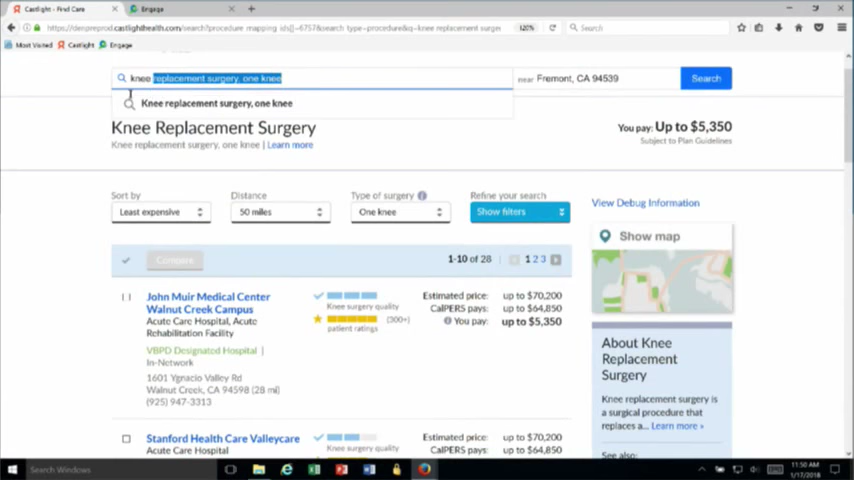 Castlight - Find Care
Engage
https://denpreprod.castlighthealth.com/search?procedure_mapping_ids[]=6757&search_type=procedure&q=knee replacement surger
120%
Search
Most Visited Castlight Engage
knee replacement surgery, one knee
near Fremont, CA 94539
Search
Knee replacement surgery, one knee
Knee Replacement Surgery
Knee replacement surgery, one knee | Learn more
You pay: Up to $5,350
Subject to Plan Guidelines
Sort by
Least expensive
Distance
50 miles
Type of surgery
One knee
Refine your search
Show filters
View Debug Information
Show map
Compare
1-10 of 28
1 2 3
John Muir Medical Center
Walnut Creek Campus
Acute Care Hospital, Acute
Rehabilitation Facility
VBPD Designated Hospital |
In-Network
1601 Ygnacio Valley Rd
Walnut Creek, CA 94598 (28 mi)
(925) 947-3313
Knee surgery quality
(300+)
patient ratings
Estimated price: up to $70,200
CalPERS pays: up to $64,850
You pay: up to $5,350
About Knee
Replacement
Surgery
Knee replacement surgery is
a surgical procedure that
replaces a... Learn more »
See also:
Stanford Health Care Valleycare
Acute Care Hospital
Knee surgery quality
Estimated price: up to $70,200
CalPERS pays: up to $64,850
Search Windows
11:50 AM
1/17/2018